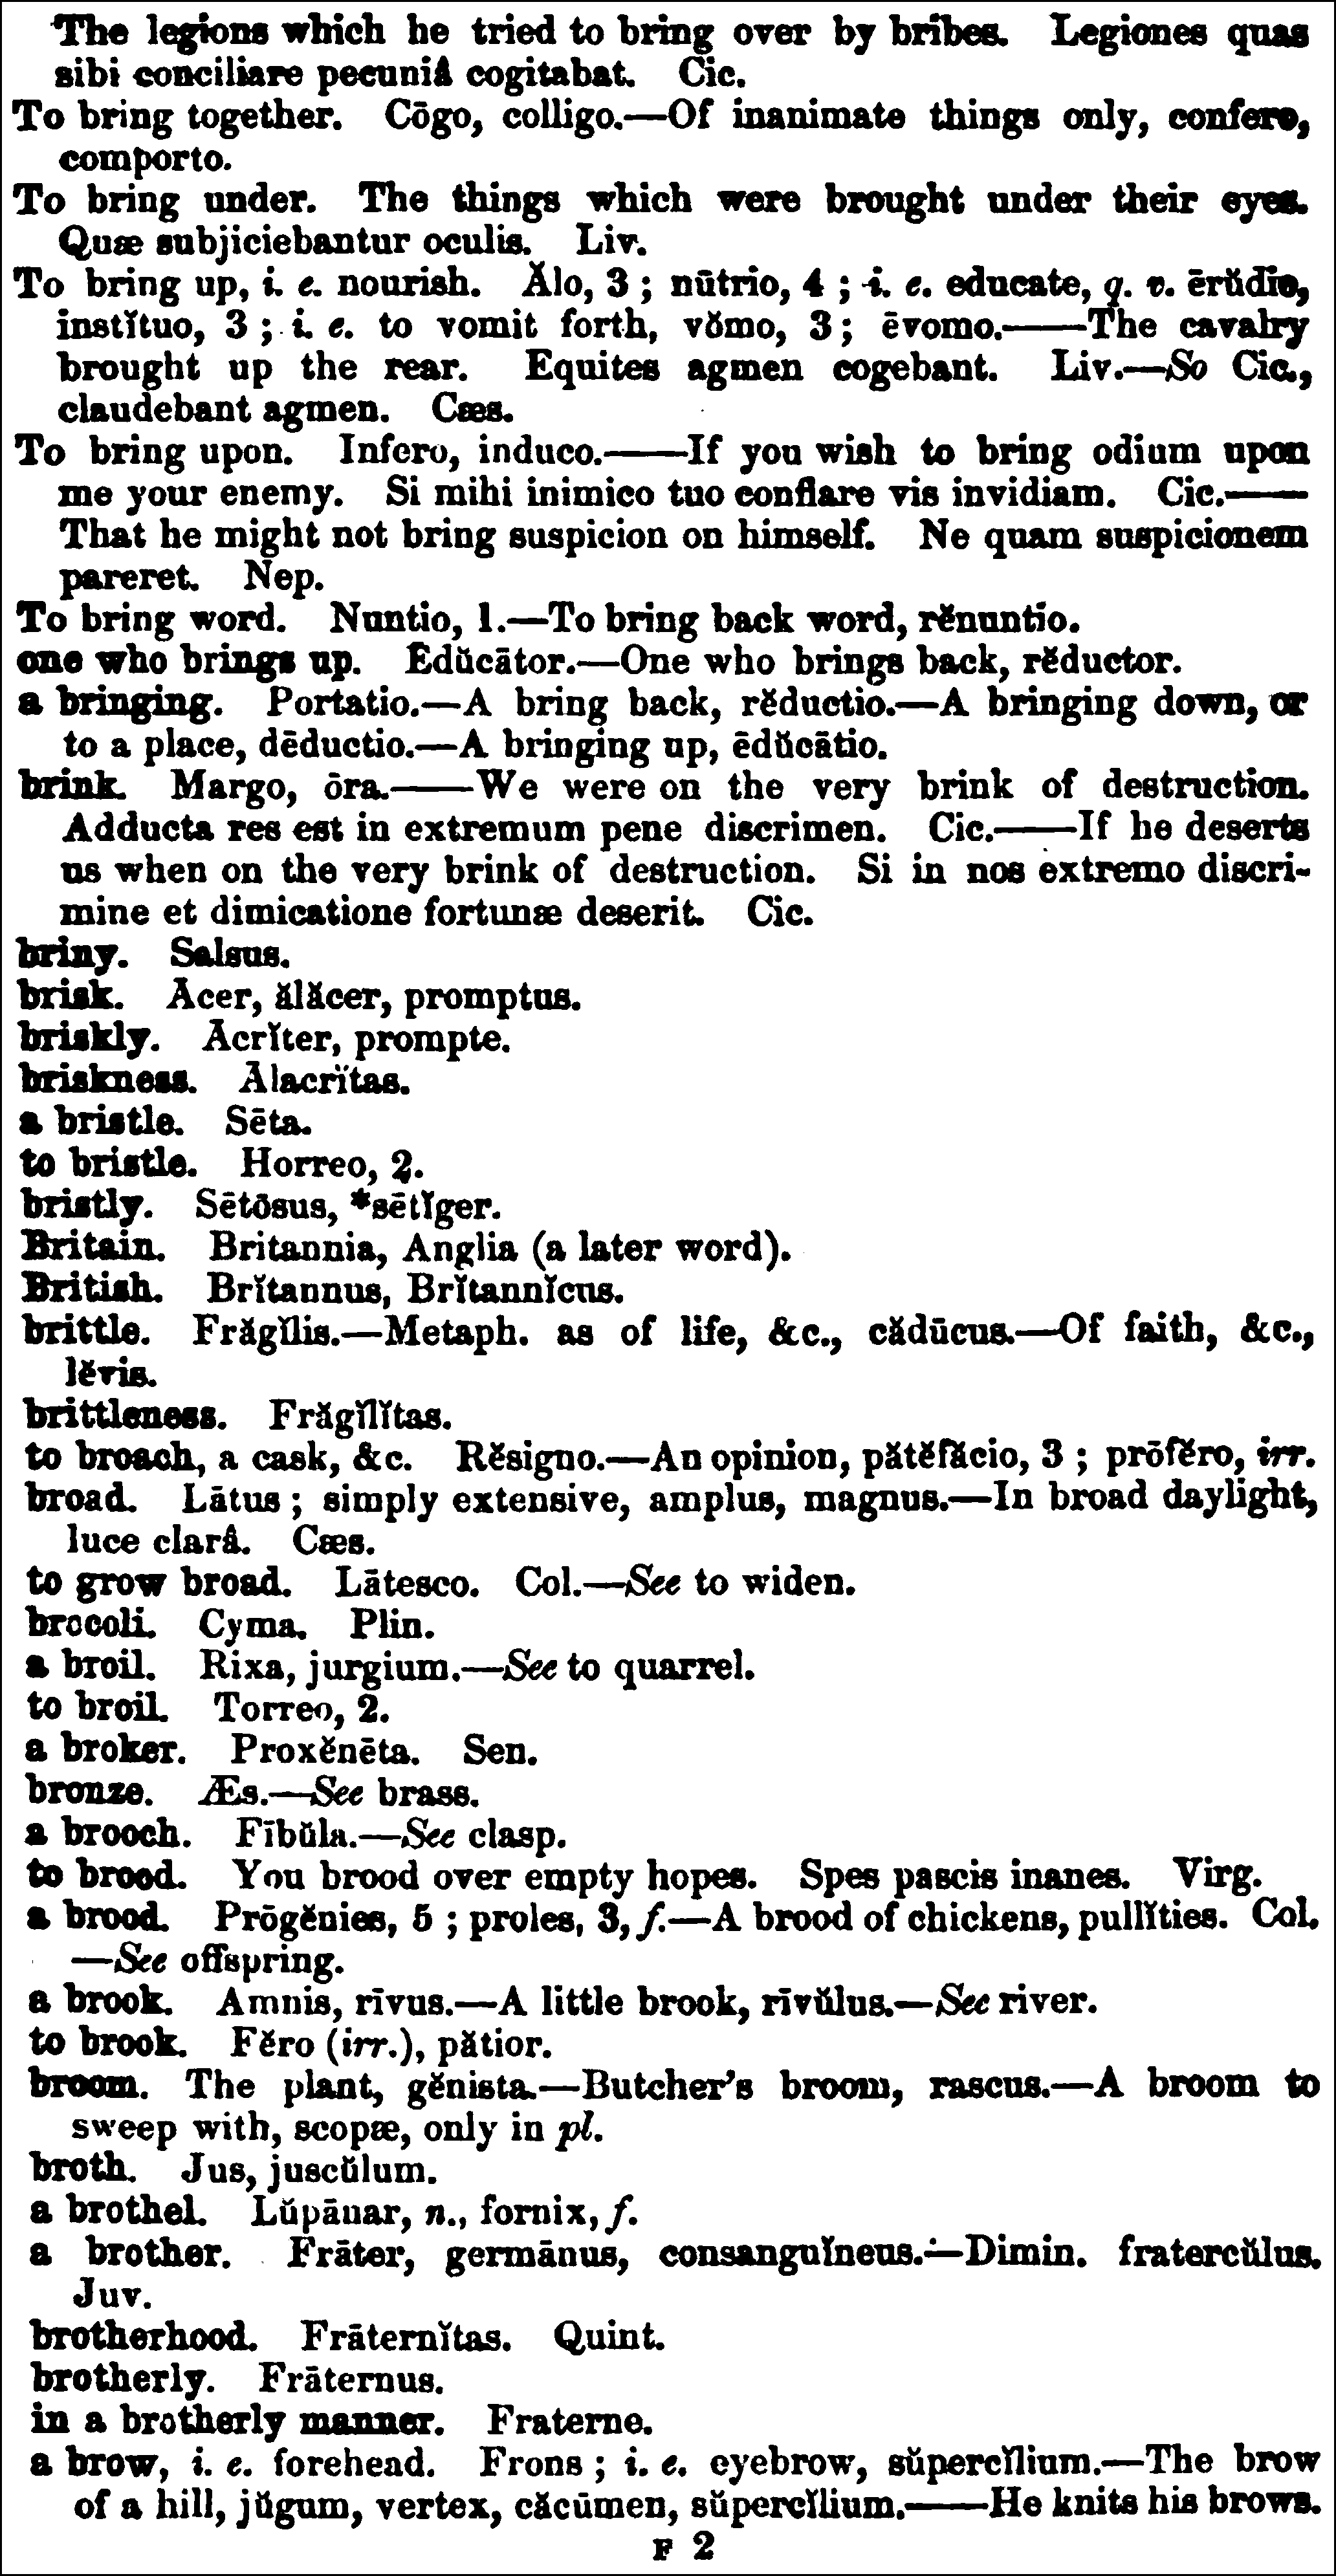 The legions which he tried to bring over by bribes. Legiones quas
sibi conciliare pecuniâ cogitabat. Cic.
To bring together. Cōgo, colligo.—Of inanimate things only, confero,
comporto.
To bring under. The things which were brought under their eyes.
Quæ subjiciebantur oculis. Liv.
To bring up, i. e. nourish. Ălo, 3 ; nūtrio, 4 ; i. e. educate, q. v. ērŭdio,
instĭtuo, 3 ; i. e. to vomit forth, vŏmo, 3 ; ēvomo.——The cavalry
brought up the rear. Equites agmen cogebant. Liv.—So Cic.,
claudebant agmen. Cæs.
To bring upon. Infero, induco.——If you wish to bring odium upon
me your enemy. Si mihi inimico tuo conflare vis invidiam. Cic.——
That he might not bring suspicion on himself. Ne quam suspicionem
pareret. Nep.
To bring word. Nuntio, 1.—To bring back word, rĕnuntio.
one who brings up. Ēdŭcātor.—One who brings back, rĕductor.
a bringing. Portatio.—A bring back, rĕductio.—A bringing down, or
to a place, dēductio.—A bringing up, ēdŭcātio.
brink. Margo, ōra.——We were on the very brink of destruction.
Adducta res est in extremum pene discrimen. Cic.——If he deserts
us when on the very brink of destruction. Si in nos extremo discri-
mine et dimicatione fortunæ deserit. Cic.
briny. Salsus.
brisk. Ācer, ălăcer, promptus.
briskly. Ācrĭter, prompte.
briskness. Ălacrĭtas.
a bristle. Sēta.
to bristle. Horreo, 2.
bristly. Sētōsus, *sētĭger.
Britain. Britannia, Anglia (a later word).
British. Brĭtannus, Brĭtannĭcus.
brittle. Frăgĭlis.—Metaph. as of life, &c., cădūcus.—Of faith, &c.,
lĕvis.
brittleness. Frăgĭlĭtas.
to broach, a cask, &c. Rĕsigno.—An opinion, pătĕfăcio, 3 ; prōfĕro, irr.
broad. Lātus ; simply extensive, amplus, magnus.—In broad daylight,
luce clarâ. Cæs.
to grow broad. Lātesco. Col.—See to widen.
brocoli. Cyma. Plin.
a broil. Rixa, jurgium.—See to quarrel.
to broil. Torreo, 2.
a broker. Proxĕnēta. Sen.
bronze. Æs.—See brass.
a brooch. Fībŭla.—See clasp.
to brood. You brood over empty hopes. Spes pascis inanes. Virg.
a brood. Prōgĕnies, 5 ; proles, 3, f.—A brood of chickens, pullĭties. Col.
—See offspring.
a brook. Amnis, rīvus.—A little brook, rīvŭlus.—See river.
to brook. Fĕro (irr.), pătior.
broom. The plant, gĕnista.—Butcher's broom, rascus.—A broom to
sweep with, scopæ, only in pl.
broth. Jus, juscŭlum.
a brothel. Lŭpānar, n., fornix, f.
a brother. Frāter, germānus, consanguĭneus.—Dimin. fratercŭlus.
Juv.
brotherhood. Frāternĭtas. Quint.
brotherly. Frāternus.
in a brotherly manner. Fraterne.
a brow, i. e. forehead. Frons ; i. e. eyebrow, sŭpercĭlium.—The brow
of a hill, jŭgum, vertex, căcūmen, sŭpercĭlium.——He knits his brows.
F 2